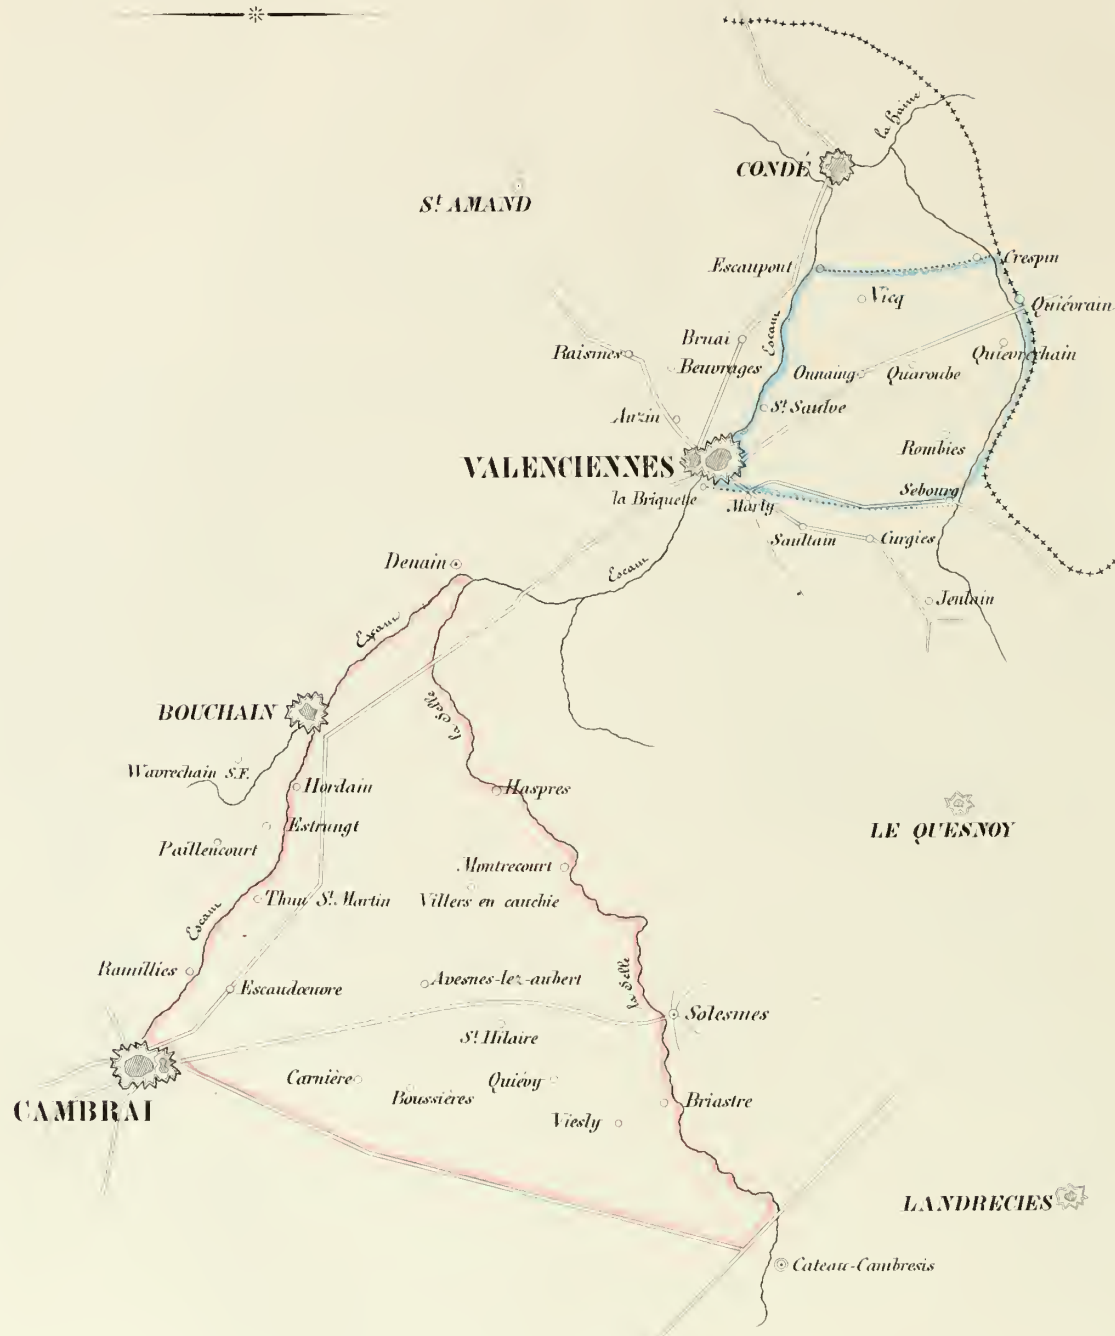 la Haine
CONDÉ
St. AMAND
Escaupont
Crespin
Vicq
Quiévrain
Escaut
Bruai
Raismes
Beuvrages
Onnaing
Quaroube
Quievrechain
Anzin
St. Saulve
Rombies
VALENCIENNES
Sebourg
la Briquette
Marly
Saultain
Curgies
Denain
Escaut
Jenlain
Escaut
BOUCHAIN
la Selle
Wavrechain S.F.
Hordain
Haspres
Estrungt
LE QUESNOY
Paillencourt
Montrecourt
Thun St. Martin
Villers en cauchie
Escaut
Ramillies
Escaudœuvre
Avesnes-lez-aubert
la Selle
Solesmes
St. Hilaire
Carnière
Quiévy
Boussières
Briastre
CAMBRAI
Viesly
LANDRECIES
Cateau-Cambresis